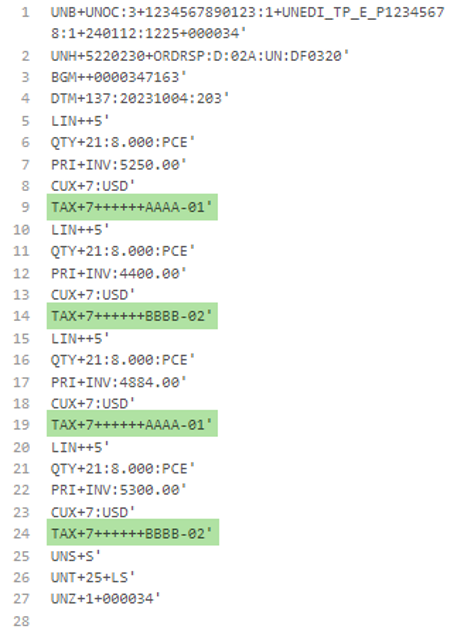 1 UNB+UNOC:3+1234567890123:1+UNEDI_TP_E_P1234567
8:1+240112:1225+000034'
2 UNH+5220230+ORDRSP:D:02A:UN:DF0320'
3 BGM++0000347163'
4 DTM+137:20231004:203'
5 LIN++5'
6 QTY+21:8.000:PCE'
7 PRI+INV:5250.00'
8 CUX+7:USD'
9 TAX+7++++++AAAA-01'
10 LIN++5'
11 QTY+21:8.000:PCE'
12 PRI+INV:4400.00'
13 CUX+7:USD'
14 TAX+7++++++BBBB-02'
15 LIN++5'
16 QTY+21:8.000:PCE'
17 PRI+INV:4884.00'
18 CUX+7:USD'
19 TAX+7++++++AAAA-01'
20 LIN++5'
21 QTY+21:8.000:PCE'
22 PRI+INV:5300.00'
23 CUX+7:USD'
24 TAX+7++++++BBBB-02'
25 UNS+S'
26 UNT+25+LS'
27 UNZ+1+000034'
28